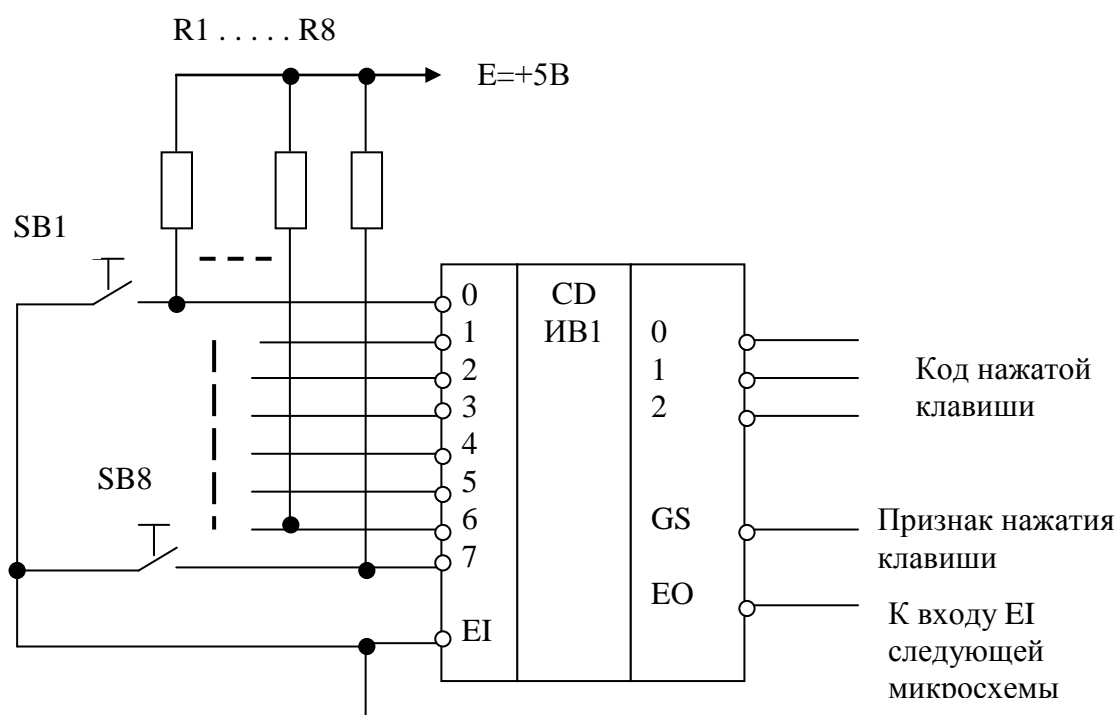 R1 . . . . . R8
E=+5В
SB1
SB8
0
1
2
3
4
5
6
7
EI
CD
ИВ1
0
1
2
GS
EO
Код нажатой
клавиши
Признак нажатия
клавиши
К входу EI
следующей
микросхемы